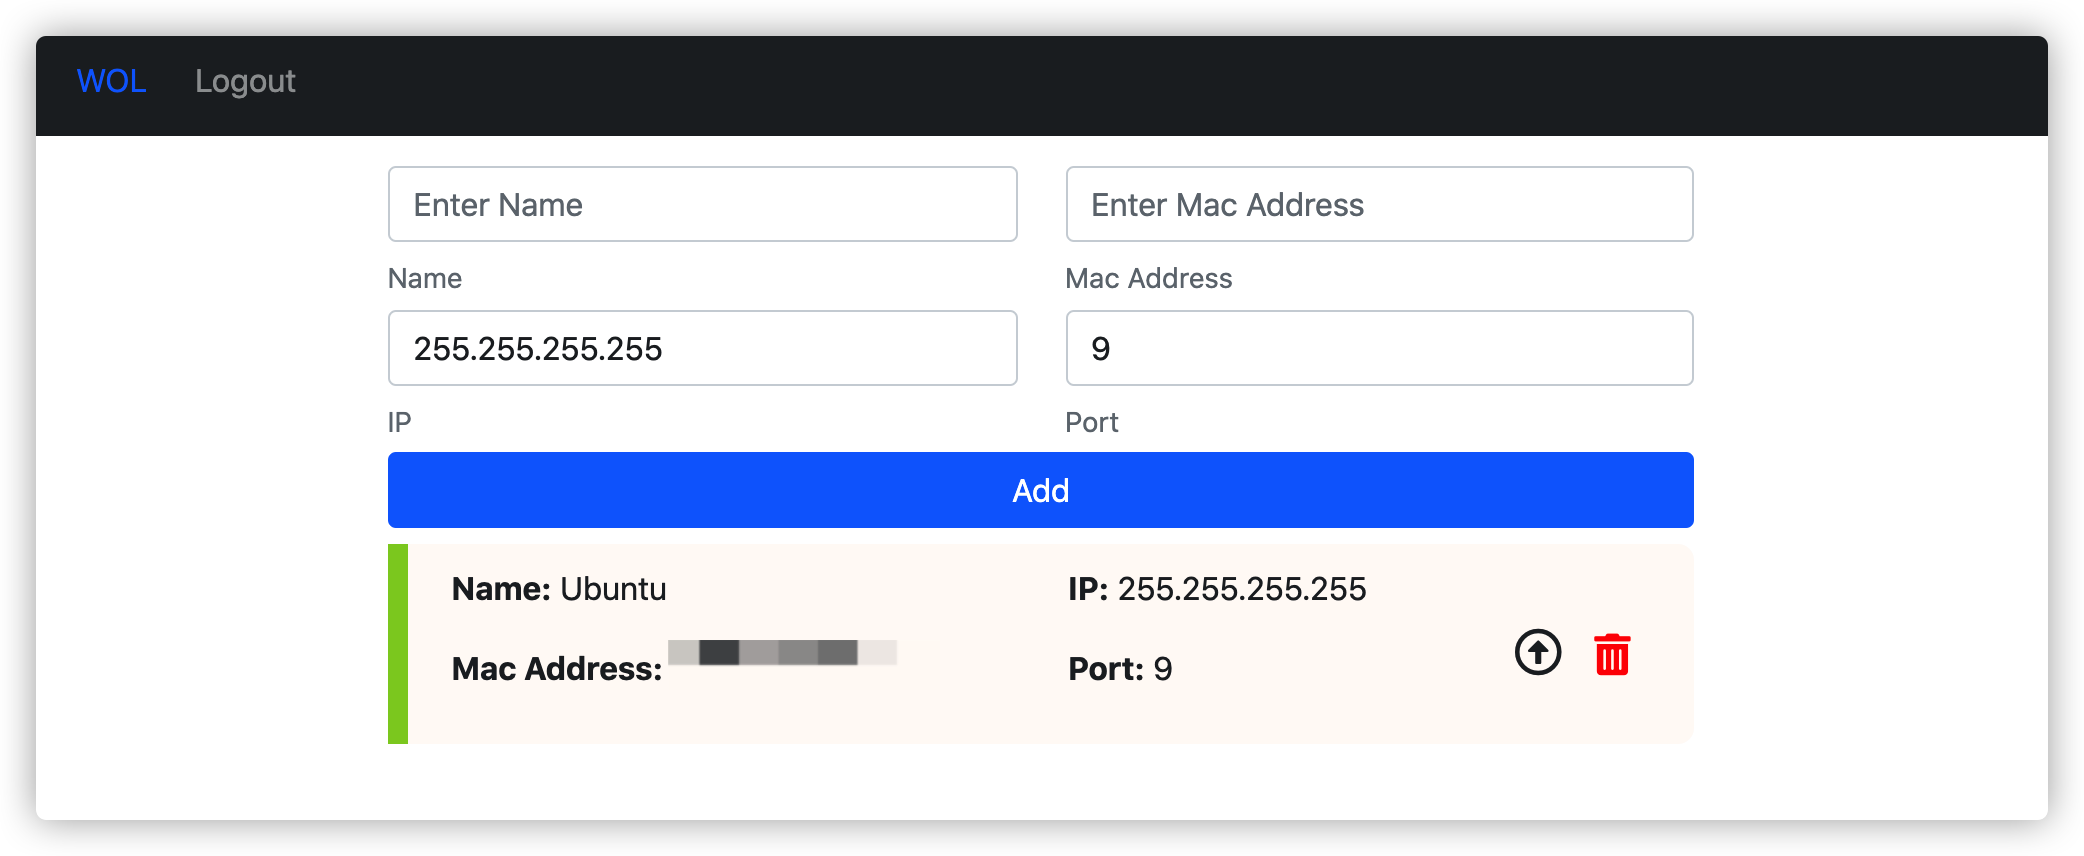 WOL Logout
Enter Name
Enter Mac Address
Name
Mac Address
255.255.255.255
9
IP
Port
Add
Name: Ubuntu
IP: 255.255.255.255
Mac Address:
Port: 9